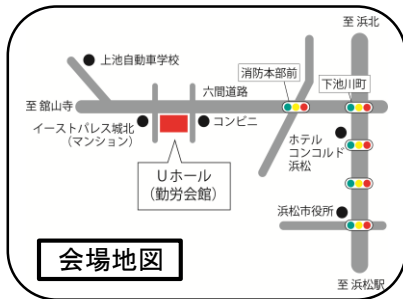 至 浜北
上池自動車学校
消防本部前
下池川町
六間道路
至 舘山寺
イーストパレス城北
（マンション）
コンビニ
ホテル
コンコルド
浜松
Uホール
（勤労会館）
浜松市役所
会場地図
至 浜松駅